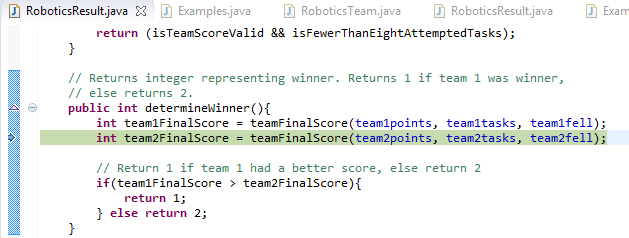 RoboticsResult.java Examples.java RoboticsTeam.java RoboticsResult.java Exam
return (isTeamScoreValid && isFewerThanEightAttemptedTasks);
}
// Returns integer representing winner. Returns 1 if team 1 was winner,
// else returns 2.
public int determineWinner(){
int team1FinalScore = teamFinalScore(team1points, team1tasks, team1fell);
int team2FinalScore = teamFinalScore(team2points, team2tasks, team2fell);
// Return 1 if team 1 had a better score, else return 2
if(team1FinalScore > team2FinalScore){
return 1;
} else return 2;
}